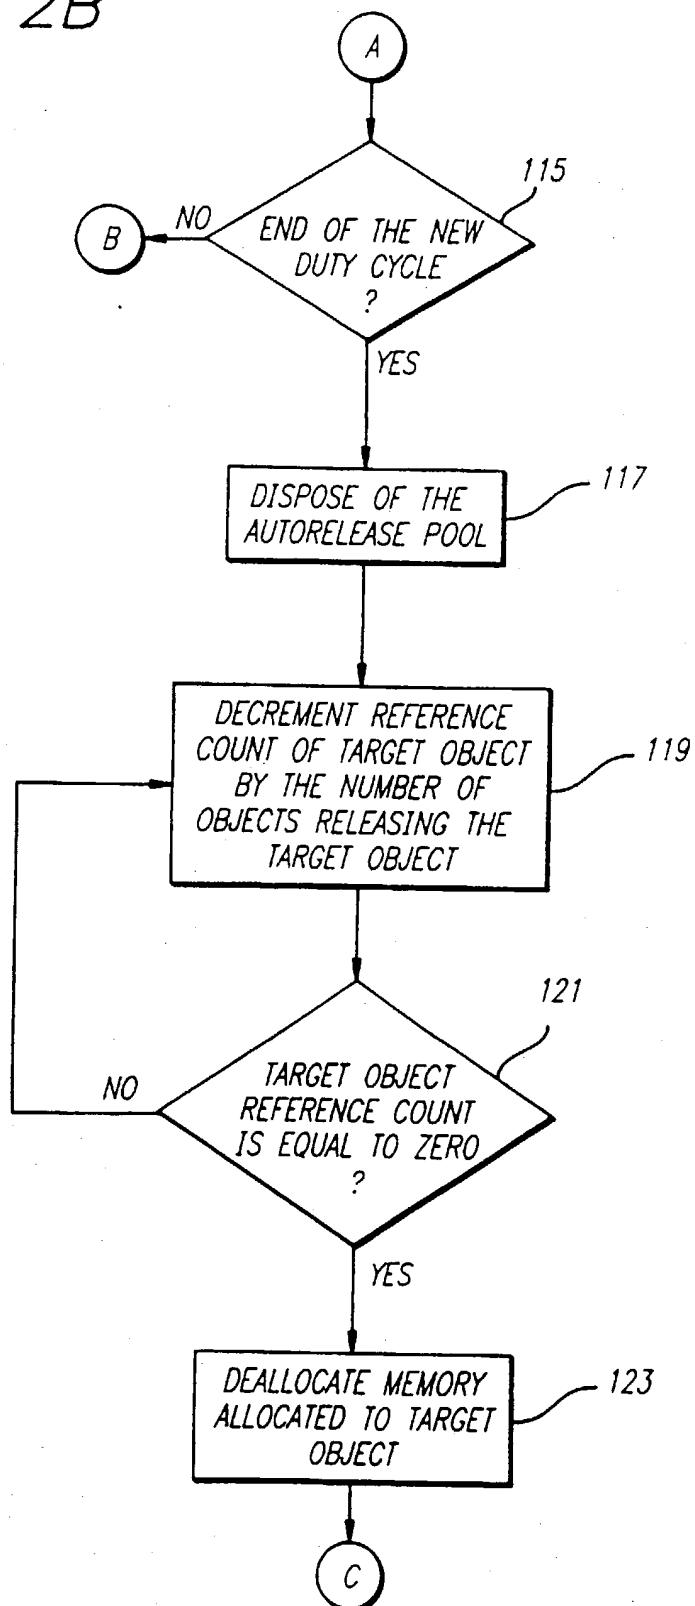 2B
A
115
NO
B
END OF THE NEW
DUTY CYCLE
?
YES
117
DISPOSE OF THE
AUTORELEASE POOL
DECREMENT REFERENCE
COUNT OF TARGET OBJECT
BY THE NUMBER OF
OBJECTS RELEASING THE
TARGET OBJECT
119
121
NO
TARGET OBJECT
REFERENCE COUNT
IS EQUAL TO ZERO
?
YES
DEALLOCATE MEMORY
ALLOCATED TO TARGET
OBJECT
123
C